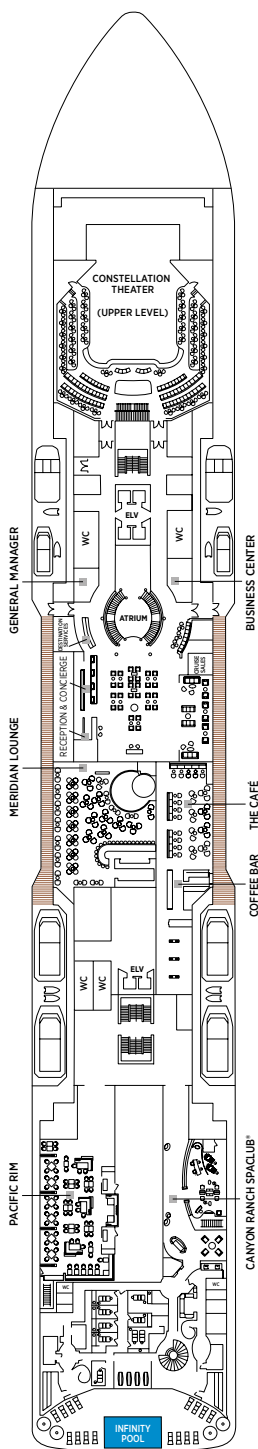 CONSTELLATION
THEATER
(UPPER LEVEL)
ELV
WC
WC
GENERAL MANAGER
BUSINESS CENTER
ATRIUM
DESTINATION
SERVICES
CRUISE
SALES
RECEPTION & CONCIERGE
MERIDIAN LOUNGE
THE CAFÉ
COFFEE BAR
ELV
WC
WC
PACIFIC RIM
CANYON RANCH SPACLUB®
WC
WC
INFINITY
POOL